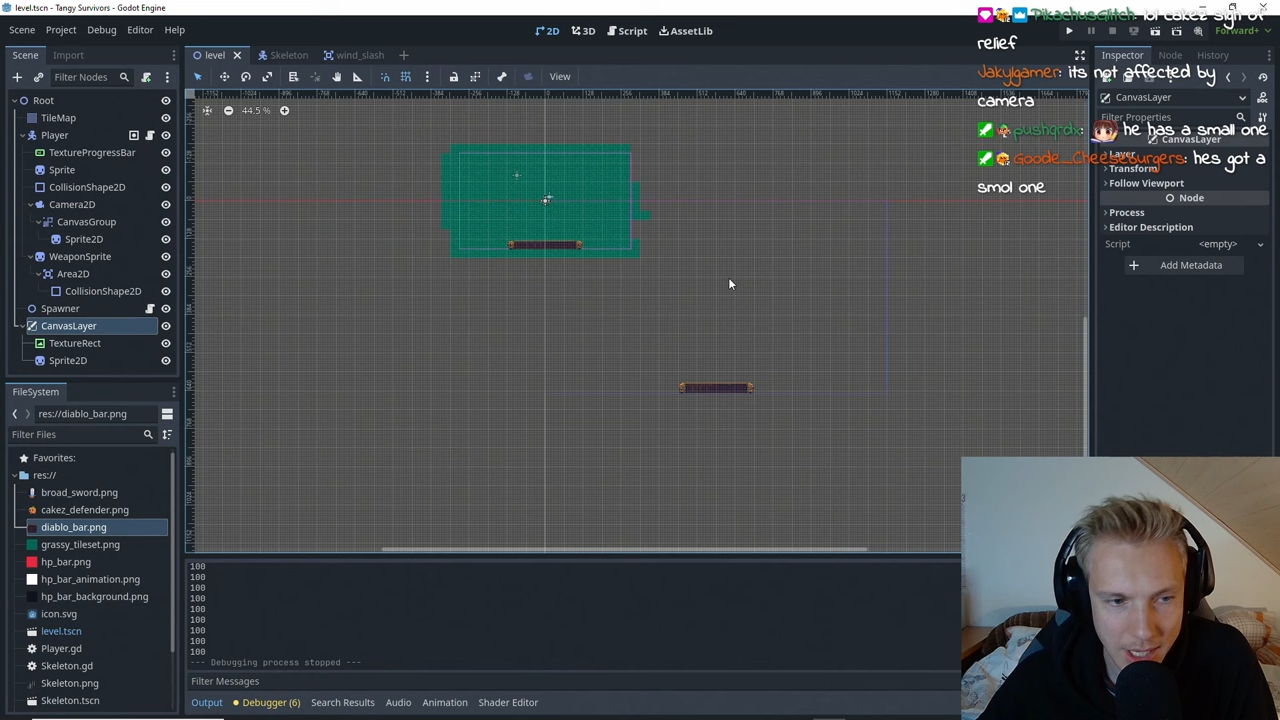 level.tscn - Tangy Survivors - Godot Engine
Scene Project Debug Editor Help
2D 3D Script AssetLib
Forward+
PikachusGlitch: lol cakez sign of
relief
Jakylgamer: its not affected by
camera
pushqrdx: he has a small one
Goode_Cheeseburgers: hes got a
smol one
Scene Import
Filter Nodes
Root
TileMap
Player
TextureProgressBar
Sprite
CollisionShape2D
Camera2D
CanvasGroup
Sprite2D
WeaponSprite
Area2D
CollisionShape2D
Spawner
CanvasLayer
TextureRect
Sprite2D
level Skeleton wind_slash
View
44.5 %
Inspector Node History
CanvasLayer
Filter Properties
CanvasLayer
Layer
Transform
Follow Viewport
Node
Process
Editor Description
Script <empty>
Add Metadata
FileSystem
res://diablo_bar.png
Filter Files
Favorites:
res://
broad_sword.png
cakez_defender.png
diablo_bar.png
grassy_tileset.png
hp_bar.png
hp_bar_animation.png
hp_bar_background.png
icon.svg
level.tscn
Player.gd
Skeleton.gd
Skeleton.png
Skeleton.tscn
100
100
100
100
100
100
100
100
100
--- Debugging process stopped ---
Filter Messages
Output Debugger (6) Search Results Audio Animation Shader Editor